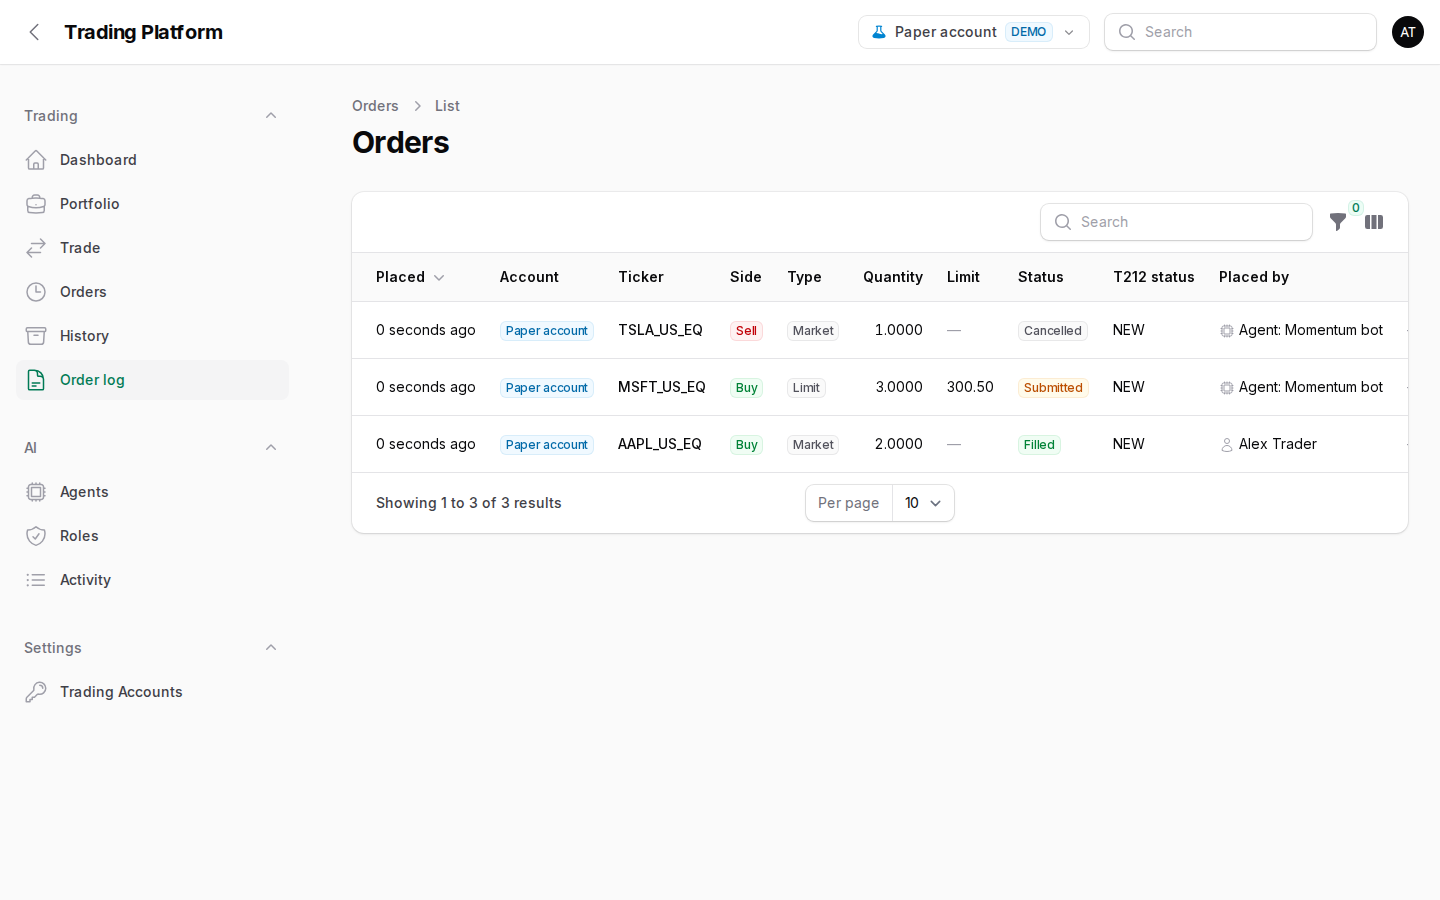 Trading Platform
Paper account DEMO
Search
AT
Trading
Dashboard
Portfolio
Trade
Orders
History
Order log
AI
Agents
Roles
Activity
Settings
Trading Accounts
Orders List
Orders
Search
0
Placed Account Ticker Side Type Quantity Limit Status T212 status Placed by
0 seconds ago Paper account TSLA_US_EQ Sell Market 1.0000 — Cancelled NEW Agent: Momentum bot
0 seconds ago Paper account MSFT_US_EQ Buy Limit 3.0000 300.50 Submitted NEW Agent: Momentum bot
0 seconds ago Paper account AAPL_US_EQ Buy Market 2.0000 — Filled NEW Alex Trader
Showing 1 to 3 of 3 results
Per page 10